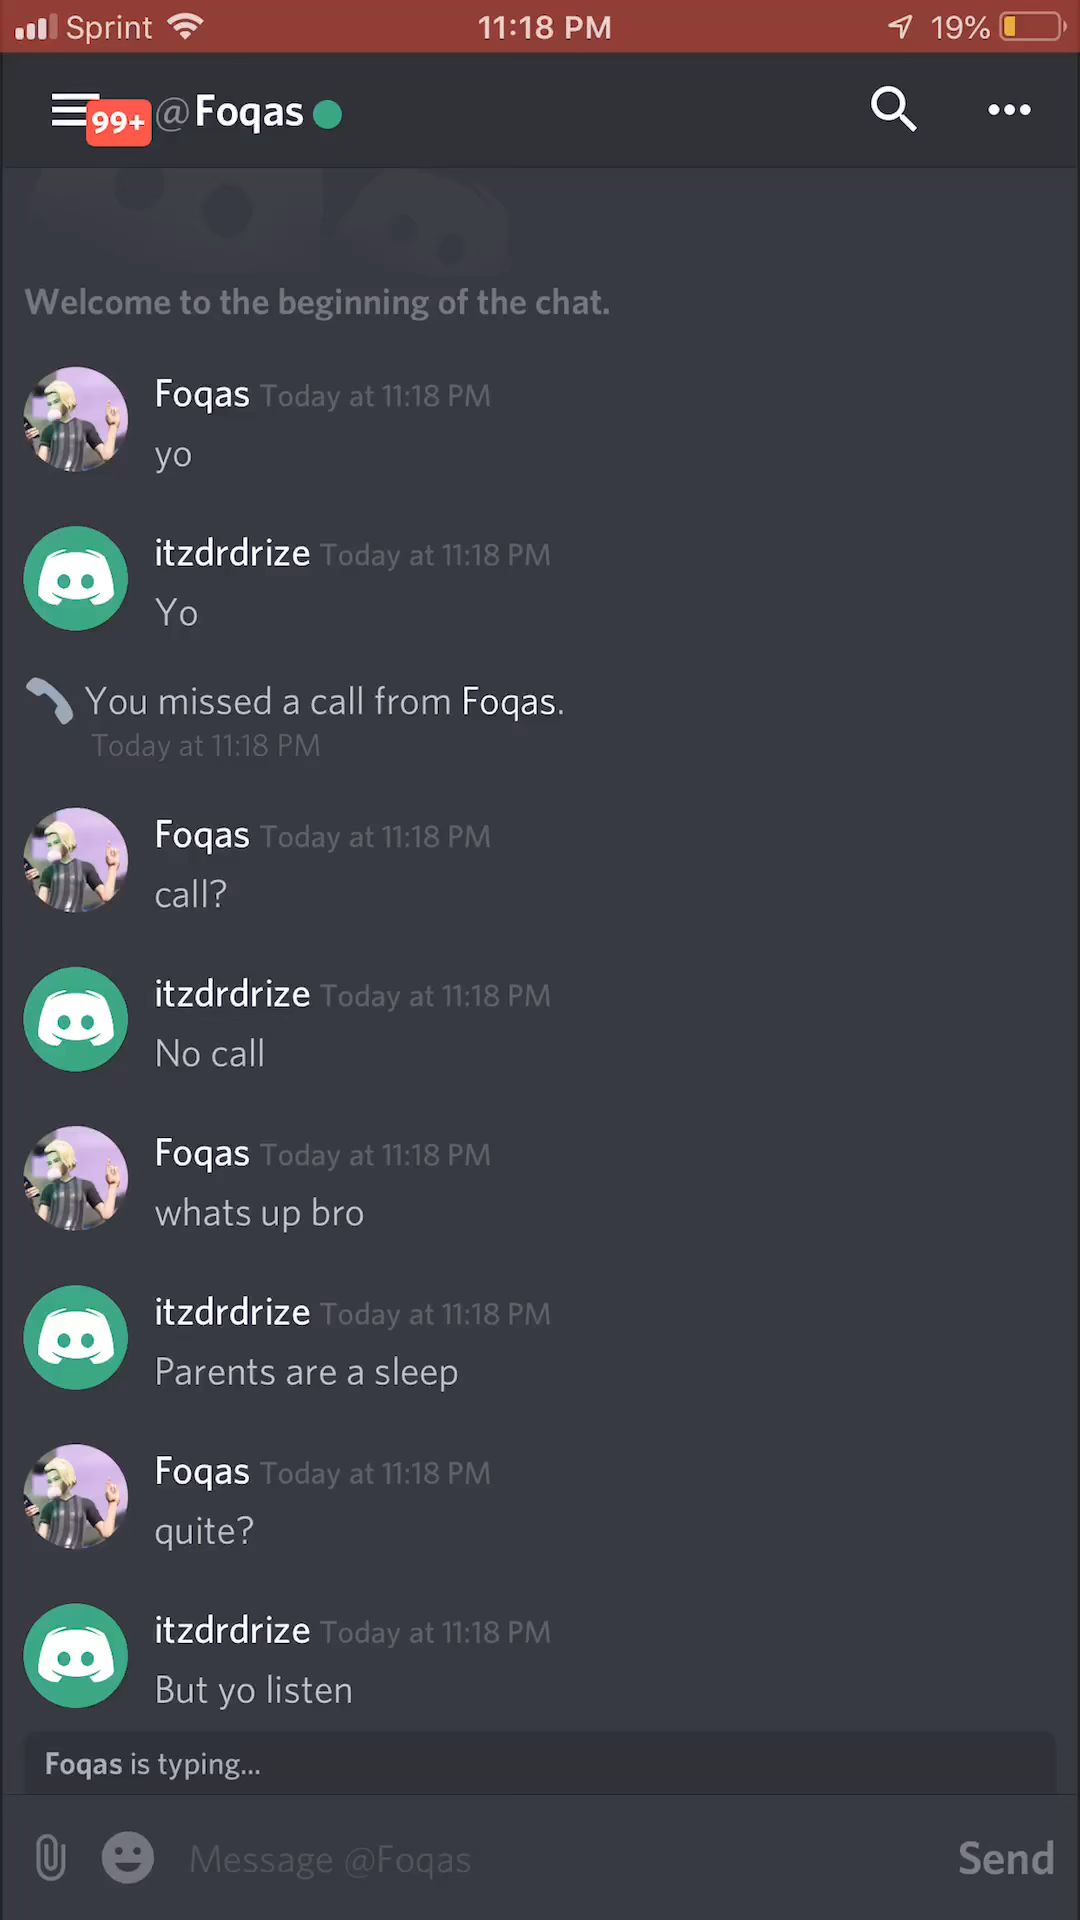 Sprint 11:18 PM 19%
99+ @Foqas
Welcome to the beginning of the chat.
Foqas Today at 11:18 PM
yo
itzdrdrize Today at 11:18 PM
Yo
You missed a call from Foqas.
Today at 11:18 PM
Foqas Today at 11:18 PM
call?
itzdrdrize Today at 11:18 PM
No call
Foqas Today at 11:18 PM
whats up bro
itzdrdrize Today at 11:18 PM
Parents are a sleep
Foqas Today at 11:18 PM
quite?
itzdrdrize Today at 11:18 PM
But yo listen
Foqas is typing...
Message @Foqas Send